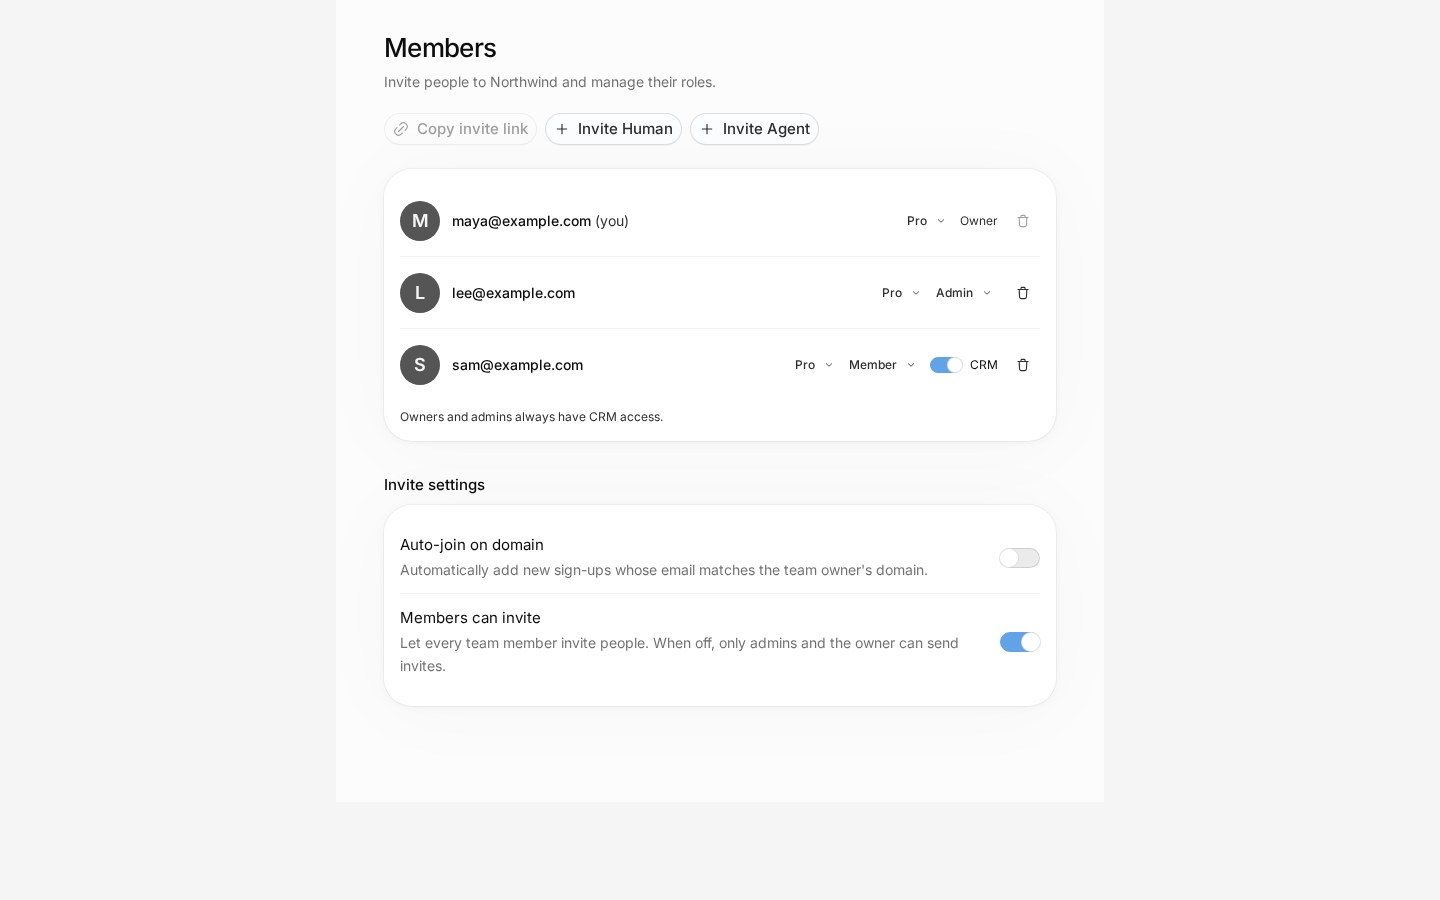 Members
Invite people to Northwind and manage their roles.
Copy invite link Invite Human Invite Agent
M maya@example.com (you) Pro Owner
L lee@example.com Pro Admin
S sam@example.com Pro Member CRM
Owners and admins always have CRM access.
Invite settings
Auto-join on domain
Automatically add new sign-ups whose email matches the team owner's domain.
Members can invite
Let every team member invite people. When off, only admins and the owner can send
invites.